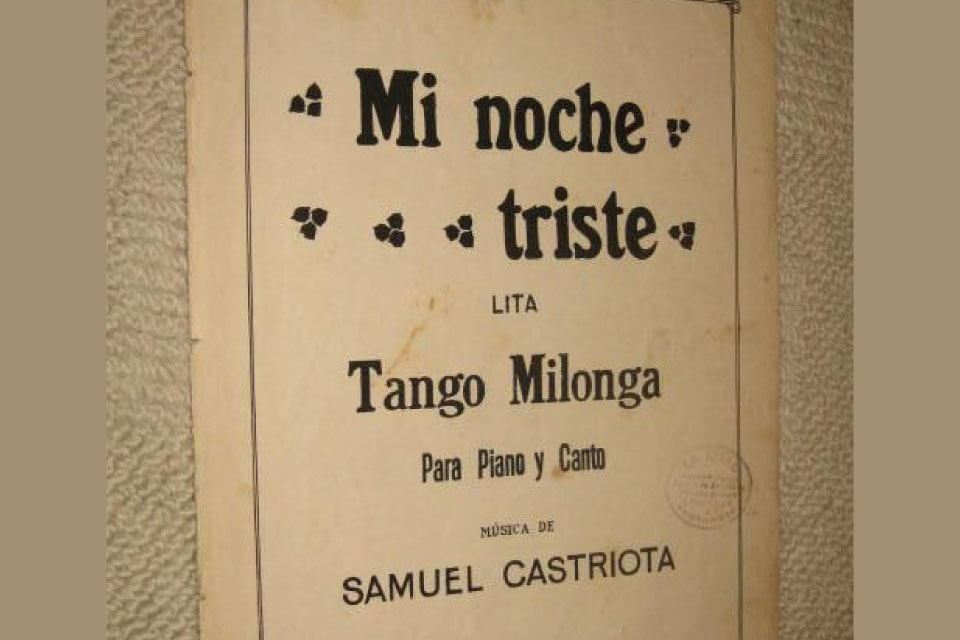 Mi noche
triste
LITA
Tango Milonga
Para Piano y Canto
MÚSICA DE
SAMUEL CASTRIOTA